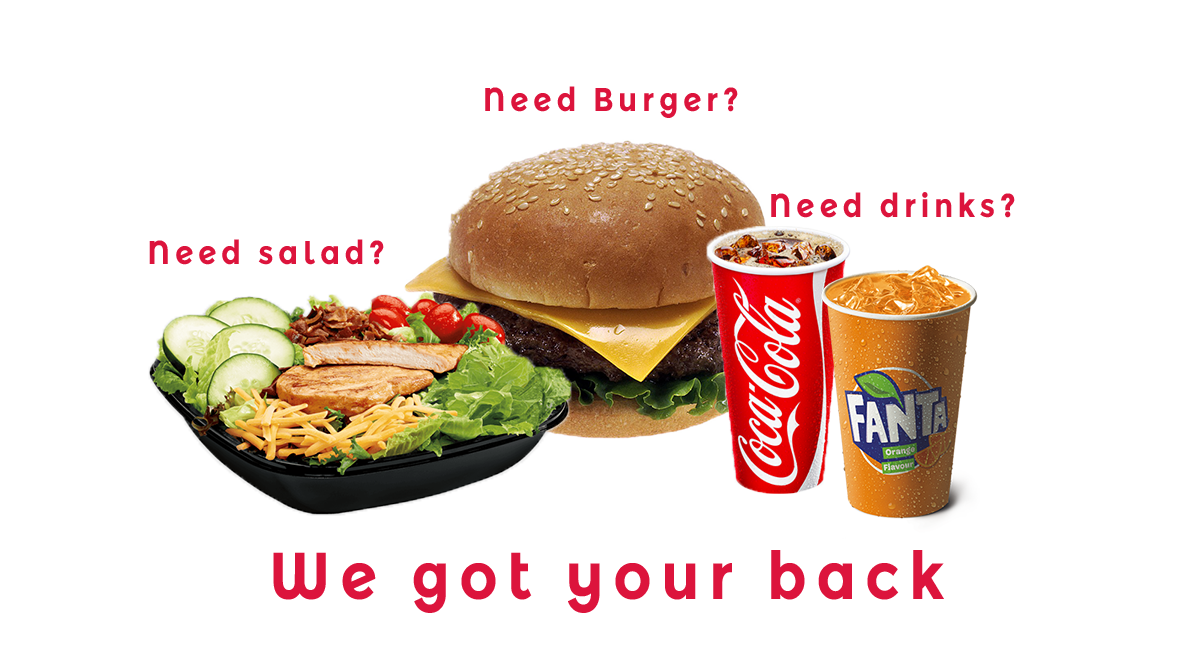 Need Burger?
Need drinks?
Need salad?
Coca-Cola
FANTA
Orange
Flavour
We got your back